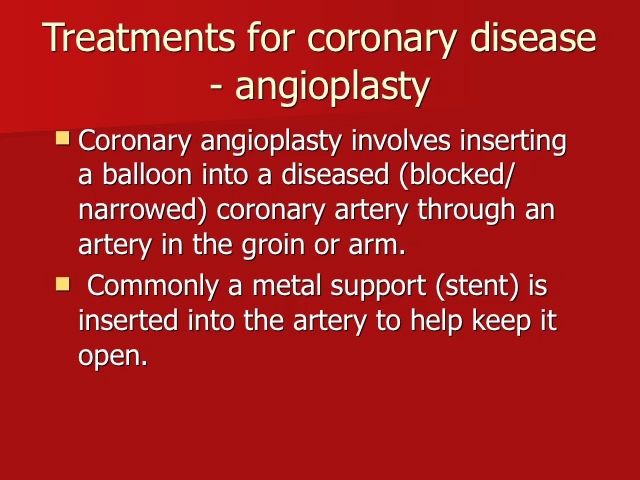 Treatments for coronary disease
- angioplasty
Coronary angioplasty involves inserting
a balloon into a diseased (blocked/
narrowed) coronary artery through an
artery in the groin or arm.
Commonly a metal support (stent) is
inserted into the artery to help keep it
open.